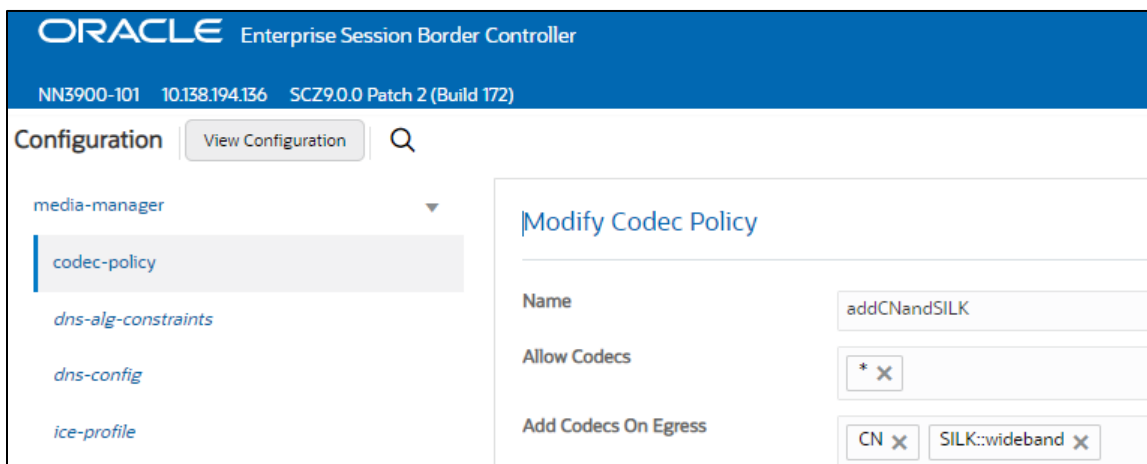 ORACLE Enterprise Session Border Controller
NN3900-101 10.138.194.136 SCZ9.0.0 Patch 2 (Build 172)
Configuration View Configuration
media-manager
codec-policy
dns-alg-constraints
dns-config
ice-profile
Modify Codec Policy
Name addCNandSILK
Allow Codecs *
Add Codecs On Egress CN SILK::wideband